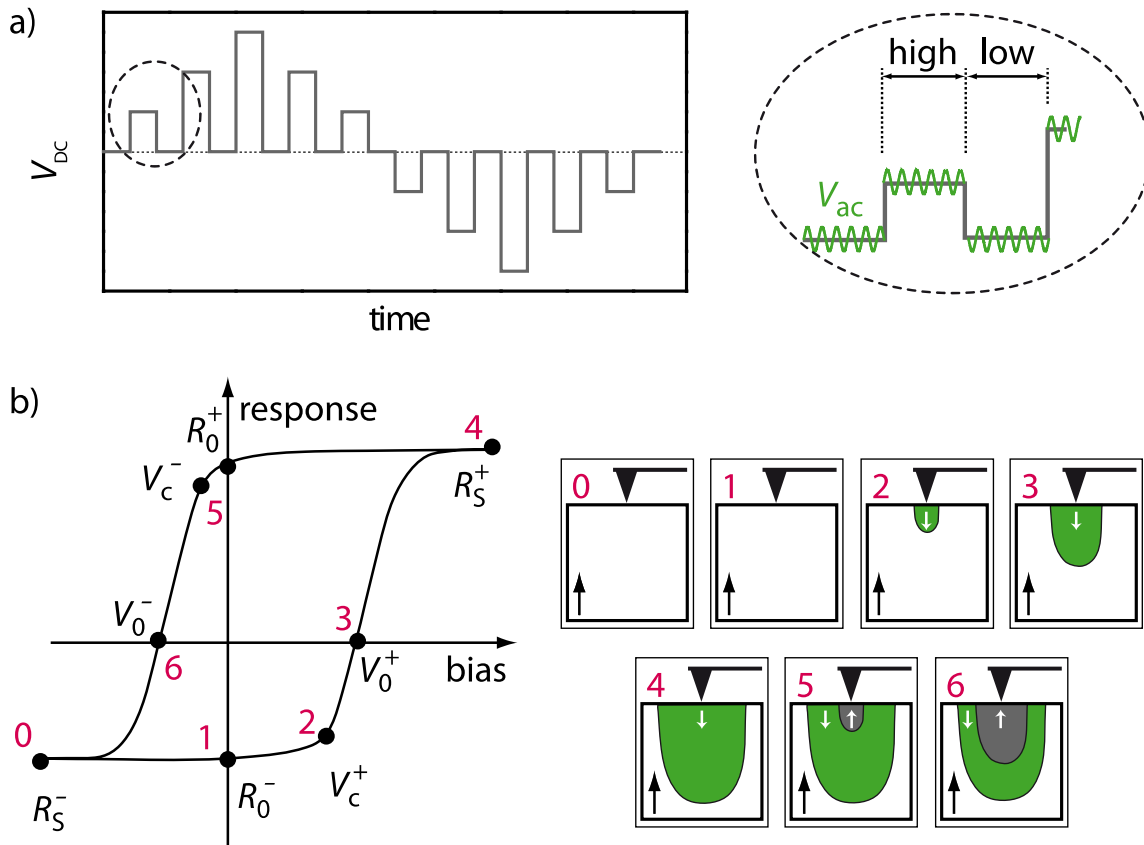 a)
V_DC
time
high low
V_ac
b)
response
bias
R_0^+
V_c^-
5
4
R_S^+
V_0^-
6
3
V_0^+
0
R_S^-
1
R_0^-
2
V_c^+
0 1 2 3
↓ ↓
4 5 6
↓ ↓ ↑ ↓ ↑